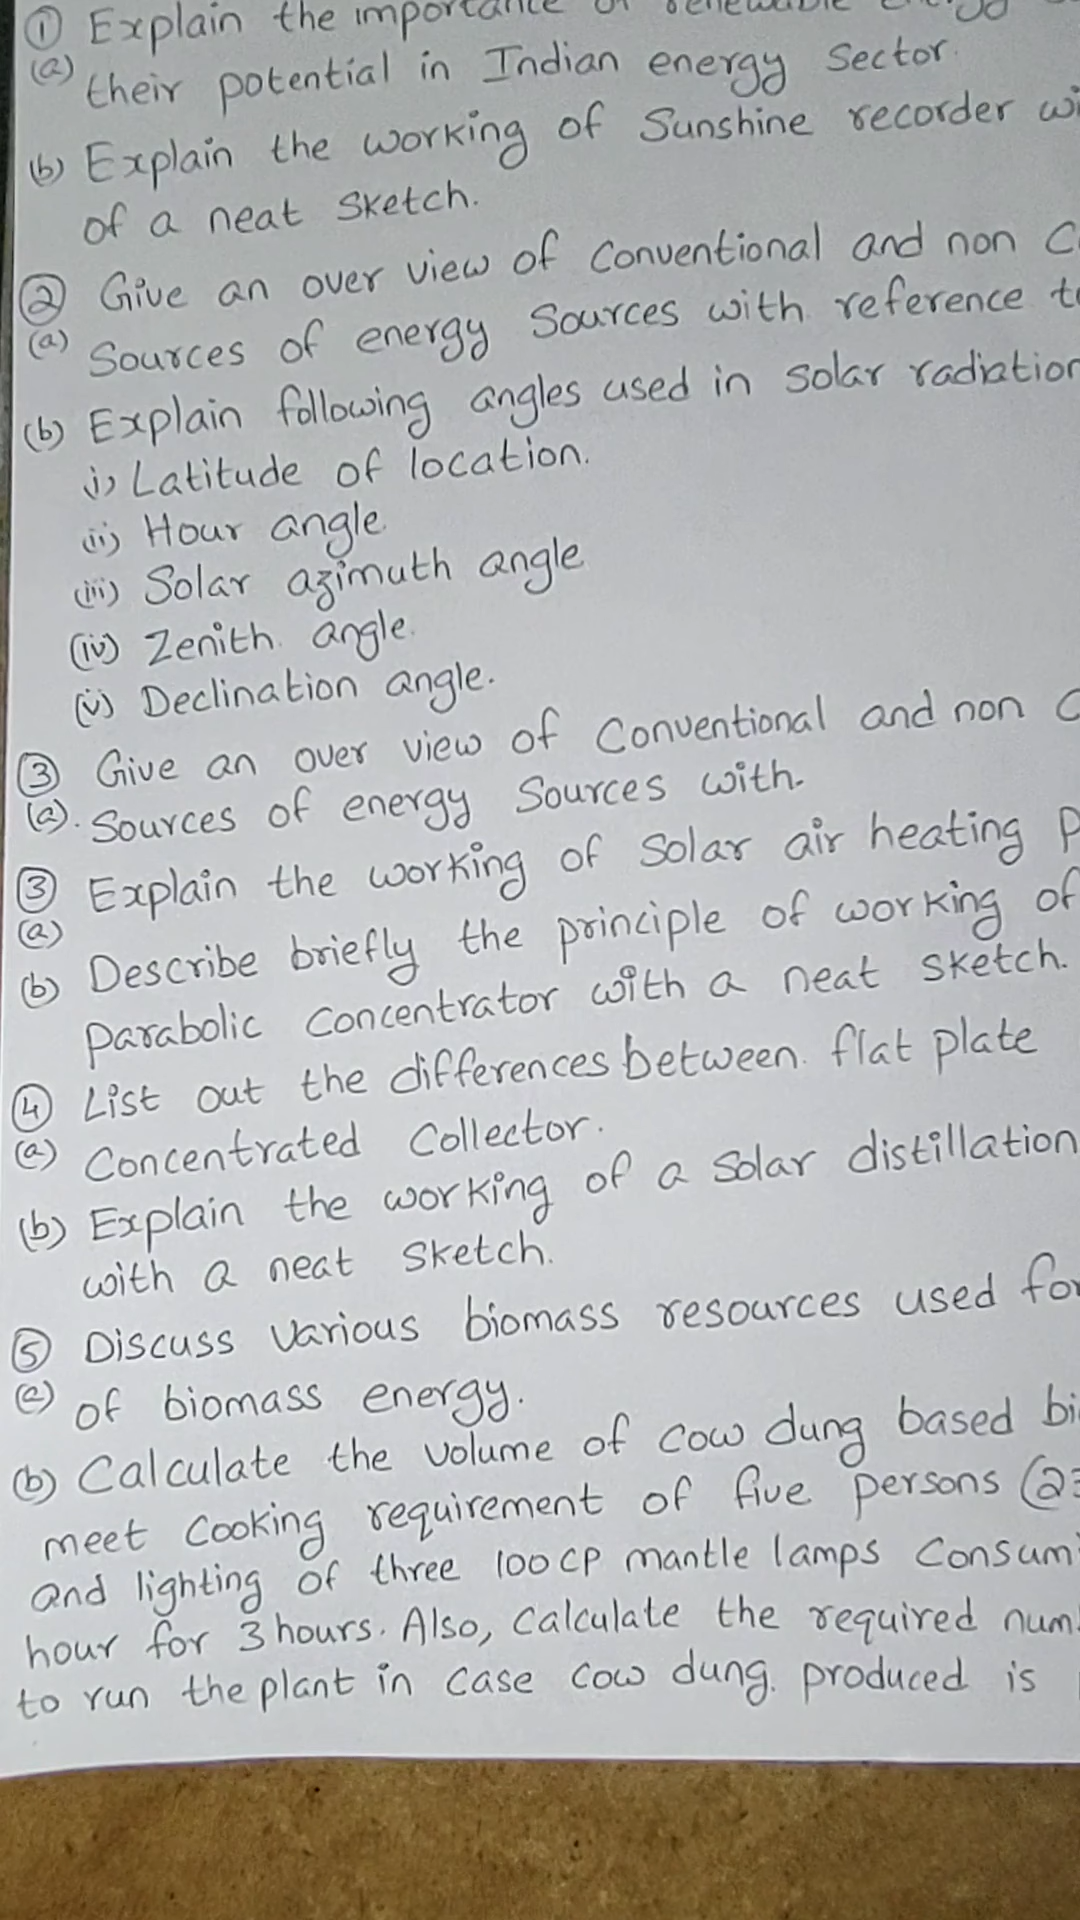 ① Explain the importance of renewable
(a) their potential in Indian energy sector.
(b) Explain the working of Sunshine recorder
of a neat sketch.
② Give an over view of conventional and non
(a) Sources of energy Sources with reference
(b) Explain following angles used in solar radiation
i) Latitude of location.
(ii) Hour angle.
(iii) Solar azimuth angle
(iv) Zenith angle.
(v) Declination angle.
③ Give an over view of conventional and non
(a). Sources of energy Sources with.
③ Explain the working of solar air heating
(a)
(b) Describe briefly the principle of working of
parabolic concentrator with a neat sketch.
④ List out the differences between. flat plate
(a) Concentrated Collector.
(b) Explain the working of a solar distillation
with a neat sketch.
⑤ Discuss various biomass resources used for
(a) of biomass energy.
(b) Calculate the volume of cow dung based
meet cooking requirement of five persons
and lighting of three 100 CP mantle lamps
hour for 3 hours. Also, Calculate the required
to run the plant in case cow dung. produced is